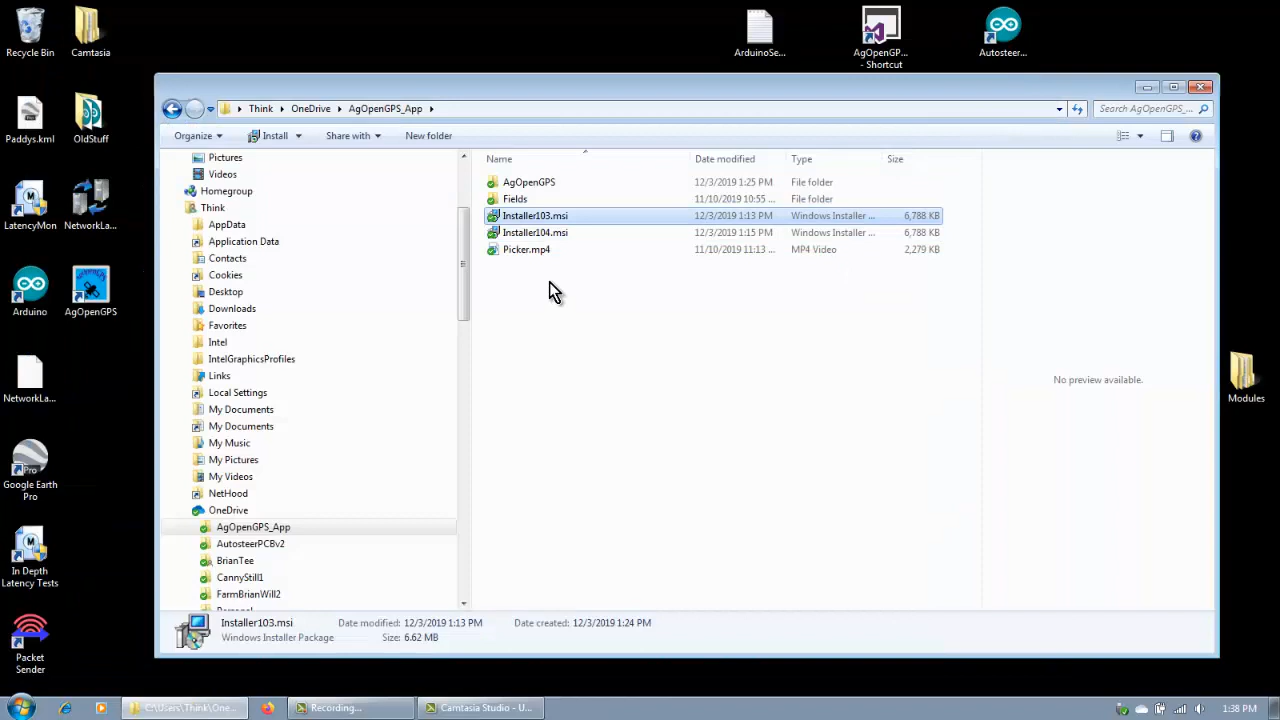 Recycle Bin
Camtasia
ArduinoSe...
AgOpenGP...
- Shortcut
Autosteer...
Paddys.kml
OldStuff
LatencyMon
NetworkLa...
Arduino
AgOpenGPS
NetworkLa...
Google Earth
Pro
In Depth
Latency Tests
Packet
Sender
Modules
Think
OneDrive
AgOpenGPS_App
Search AgOpenGPS_...
Organize
Install
Share with
New folder
Pictures
Videos
Homegroup
Think
AppData
Application Data
Contacts
Cookies
Desktop
Downloads
Favorites
Intel
IntelGraphicsProfiles
Links
Local Settings
My Documents
My Documents
My Music
My Pictures
My Videos
NetHood
OneDrive
AgOpenGPS_App
AutosteerPCBv2
BrianTee
CannyStill1
FarmBrianWill2
Name Date modified Type Size
AgOpenGPS 12/3/2019 1:25 PM File folder
Fields 11/10/2019 10:55 ... File folder
Installer103.msi 12/3/2019 1:13 PM Windows Installer ... 6,788 KB
Installer104.msi 12/3/2019 1:15 PM Windows Installer ... 6,788 KB
Picker.mp4 11/10/2019 11:13 ... MP4 Video 2,279 KB
No preview available.
Installer103.msi Date modified: 12/3/2019 1:13 PM Date created: 12/3/2019 1:24 PM
Windows Installer Package Size: 6.62 MB
C:\Users\Think\One...
Recording...
Camtasia Studio - U...
1:38 PM